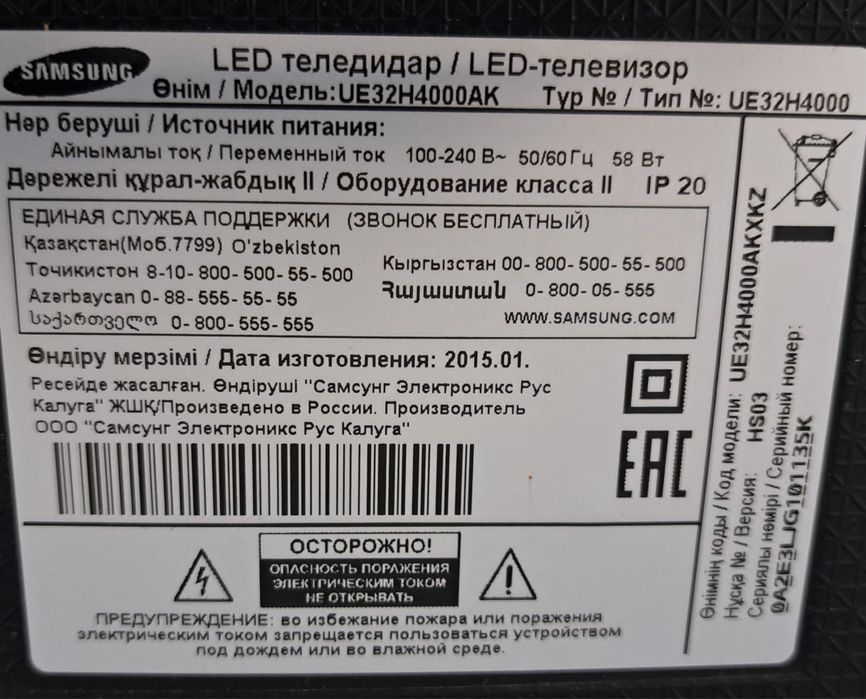 SAMSUNG
LED теледидар / LED-телевизор
Өнім / Модель:UE32H4000AK Түр № / Тип №: UE32H4000
Нәр беруші / Источник питания:
Айнымалы ток / Переменный ток 100-240 В~ 50/60 Гц 58 Вт
Дәрежелі құрал-жабдық II / Оборудование класса II IP 20
ЕДИНАЯ СЛУЖБА ПОДДЕРЖКИ (ЗВОНОК БЕСПЛАТНЫЙ)
Қазақстан(Моб.7799) O'zbekiston
Точикистон 8-10-800-500-55-500
Кыргызстан 00-800-500-55-500
Azərbaycan 0-88-555-55-55
Հայաստան 0-800-05-555
საქართველო 0-800-555-555
WWW.SAMSUNG.COM
Өндіру мерзімі / Дата изготовления: 2015.01.
Ресейде жасалған. Өндіруші "Самсунг Электроникс Рус
Калуга" ЖШҚ/Произведено в России. Производитель
ООО "Самсунг Электроникс Рус Калуга"
EAC
ОСТОРОЖНО!
ОПАСНОСТЬ ПОРАЖЕНИЯ
ЭЛЕКТРИЧЕСКИМ ТОКОМ
НЕ ОТКРЫВАТЬ
ПРЕДУПРЕЖДЕНИЕ: во избежание пожара или поражения
электрическим током запрещается пользоваться устройством
под дождем или во влажной среде.
Өнімнің коды / Код модели: UE32H4000AKXKZ
Нұсқа № / Версия: HS03
Сериялы нөмірі / Серийный номер:
0A2E3LJG101135K